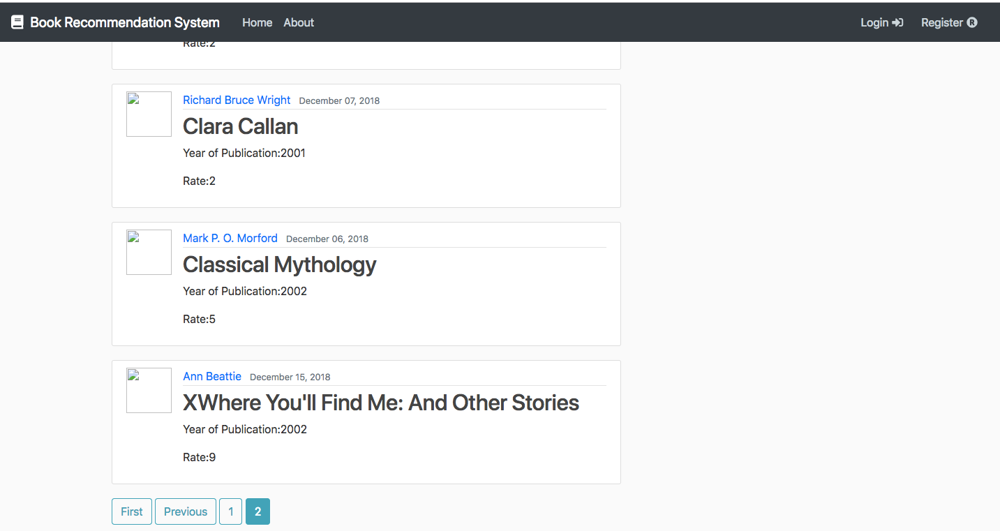 Book Recommendation System Home About Login Register R
Rate:2
Richard Bruce Wright December 07, 2018
Clara Callan
Year of Publication:2001
Rate:2
Mark P. O. Morford December 06, 2018
Classical Mythology
Year of Publication:2002
Rate:5
Ann Beattie December 15, 2018
XWhere You'll Find Me: And Other Stories
Year of Publication:2002
Rate:9
First Previous 1 2